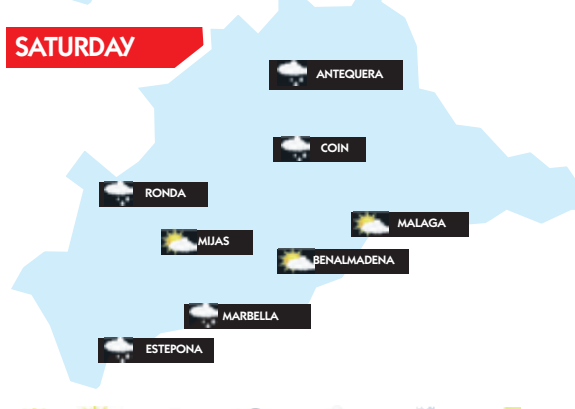 SATURDAY
ANTEQUERA
COIN
RONDA
MALAGA
MIJAS
BENALMADENA
MARBELLA
ESTEPONA